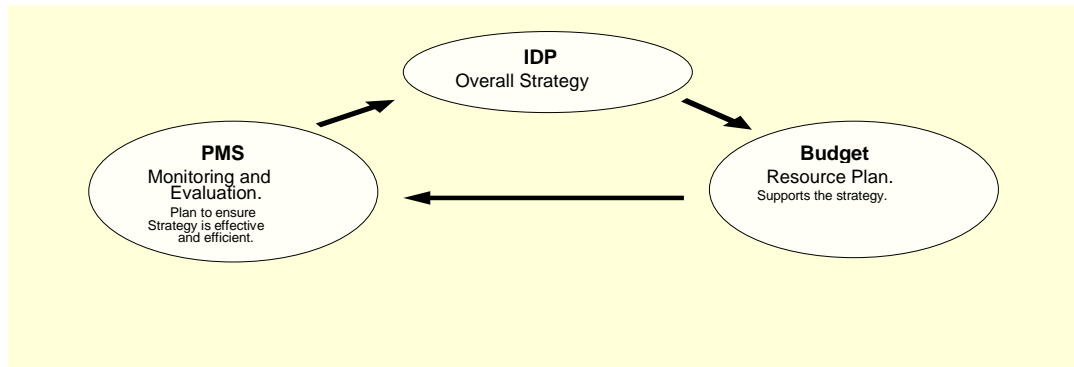 IDP
Overall Strategy
PMS
Monitoring and
Evaluation.
Plan to ensure
Strategy is effective
and efficient.
Budget
Resource Plan.
Supports the strategy.